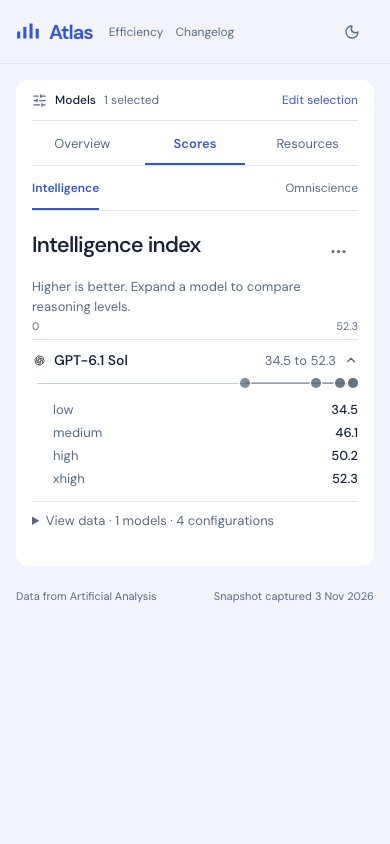 Atlas Efficiency Changelog
Models 1 selected Edit selection
Overview Scores Resources
Intelligence Omniscience
Intelligence index ...
Higher is better. Expand a model to compare
reasoning levels.
0 52.3
GPT-6.1 Sol 34.5 to 52.3
low 34.5
medium 46.1
high 50.2
xhigh 52.3
View data · 1 models · 4 configurations
Data from Artificial Analysis Snapshot captured 3 Nov 2026